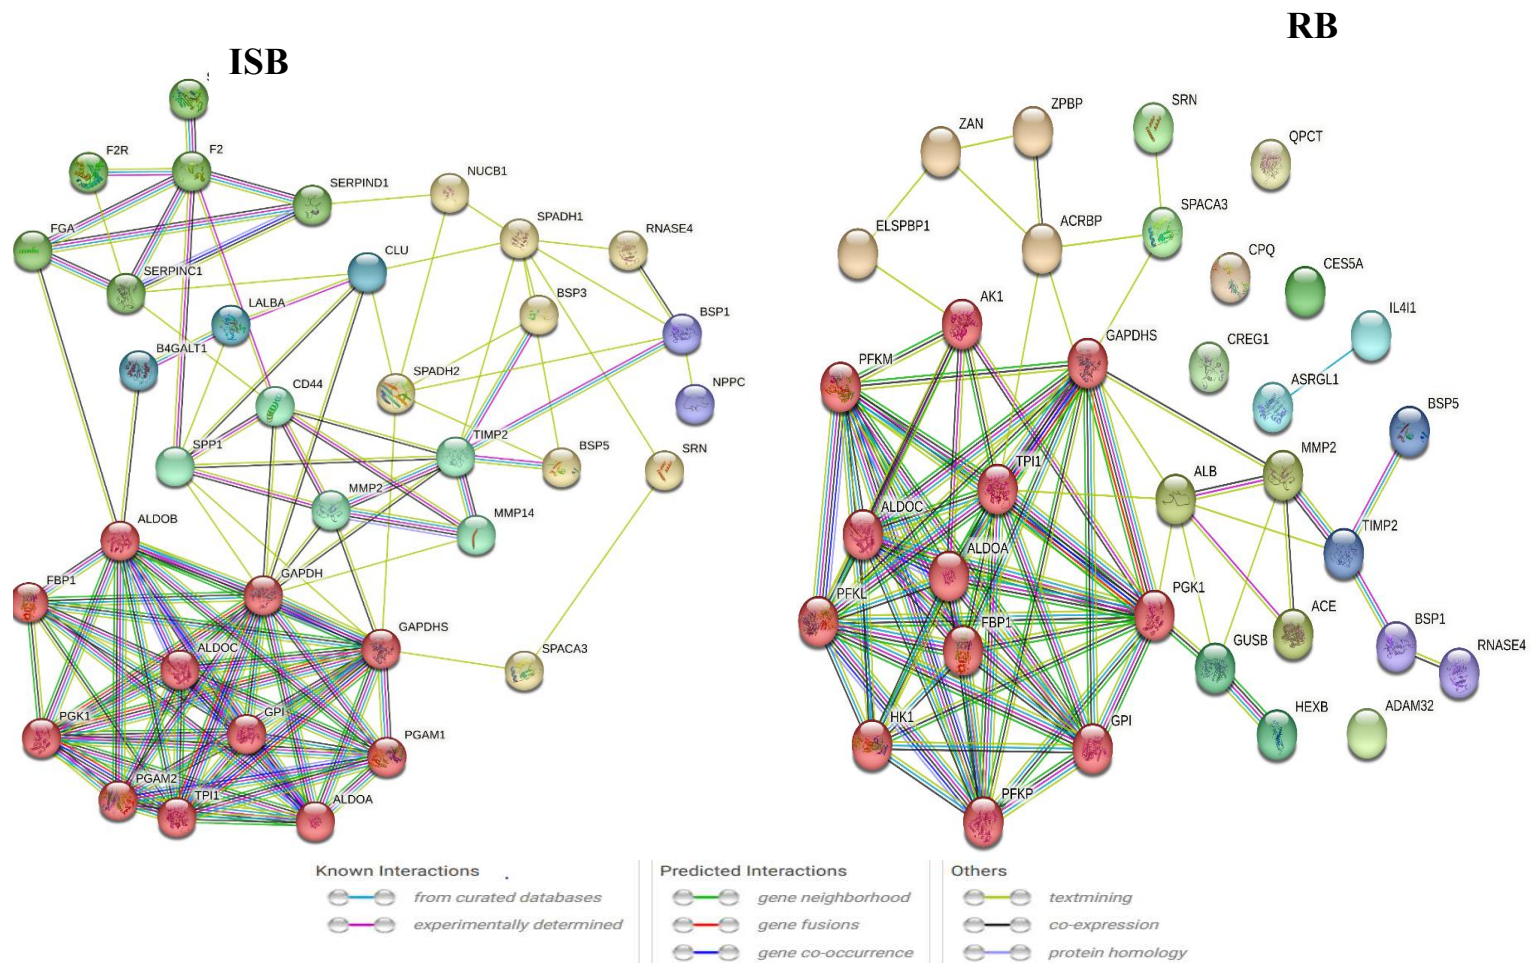 ISB
RB
F2R
F2
SERPIND1
NUCB1
FGA
SERPINC1
CLU
SPADH1
RNASE4
LALBA
BSP3
BSP1
B4GALT1
CD44
SPADH2
NPPC
SPP1
TIMP2
BSP5
SRN
MMP2
MMP14
ALDOB
FBP1
GAPDH
GAPDHS
ALDOC
SPACA3
PGK1
GPI
PGAM1
PGAM2
TPI1
ALDOA
ZAN
ZPBP
SRN
QPCT
ELSPBP1
ACRBP
SPACA3
CPQ
CES5A
AK1
GAPDHS
IL4I1
PFKM
CREG1
ASRGL1
BSP5
TPI1
ALB
MMP2
ALDOC
TIMP2
ALDOA
PFKL
FBP1
PGK1
ACE
GUSB
BSP1
RNASE4
HK1
GPI
HEXB
ADAM32
PFKP
Known Interactions
from curated databases
experimentally determined
Predicted Interactions
gene neighborhood
gene fusions
gene co-occurrence
Others
textmining
co-expression
protein homology